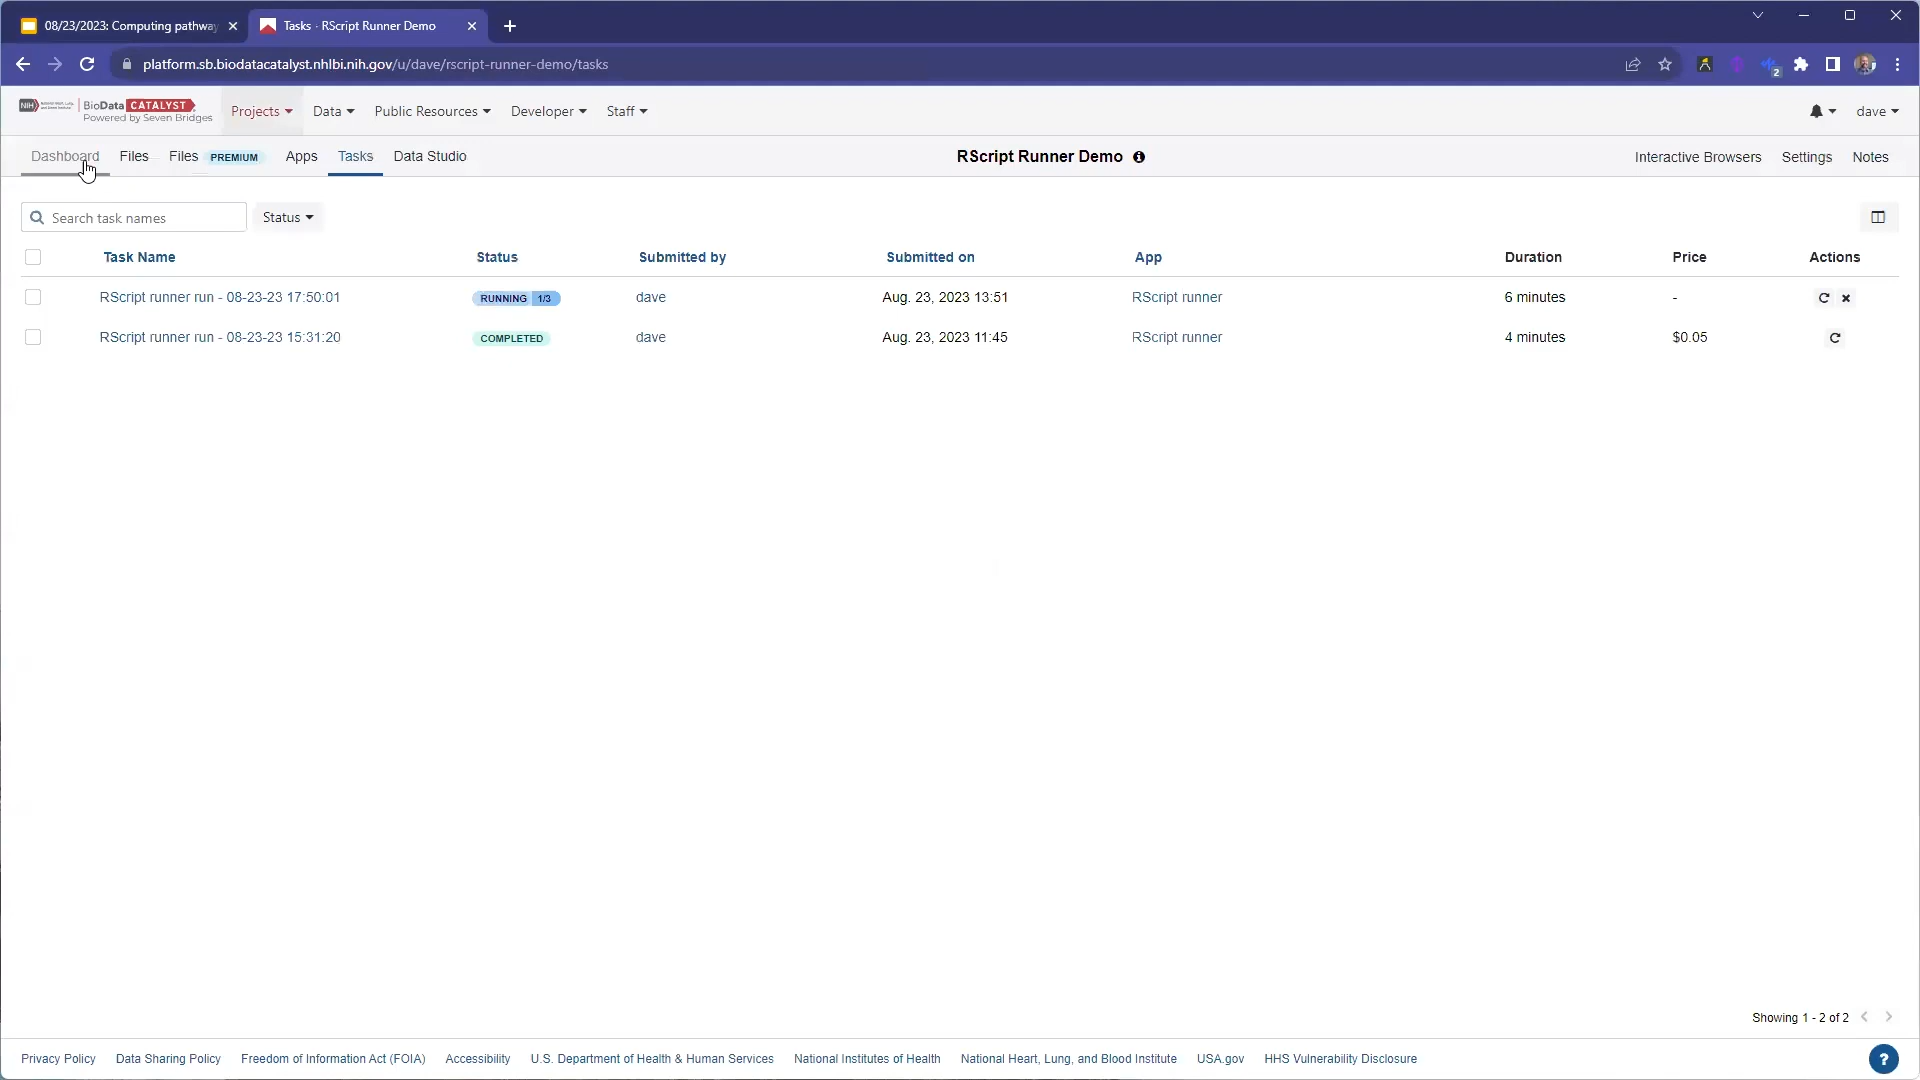 08/23/2023: Computing pathway
Tasks · RScript Runner Demo
platform.sb.biodatacatalyst.nhlbi.nih.gov/u/dave/rscript-runner-demo/tasks
2
NIH BioData CATALYST
Powered by Seven Bridges
Projects Data Public Resources Developer Staff dave
Dashboard Files Files PREMIUM Apps Tasks Data Studio RScript Runner Demo Interactive Browsers Settings Notes
Search task names Status
Task Name Status Submitted by Submitted on App Duration Price Actions
RScript runner run - 08-23-23 17:50:01 RUNNING 1/3 dave Aug. 23, 2023 13:51 RScript runner 6 minutes -
RScript runner run - 08-23-23 15:31:20 COMPLETED dave Aug. 23, 2023 11:45 RScript runner 4 minutes $0.05
Showing 1 - 2 of 2
Privacy Policy Data Sharing Policy Freedom of Information Act (FOIA) Accessibility U.S. Department of Health & Human Services National Institutes of Health National Heart, Lung, and Blood Institute USA.gov HHS Vulnerability Disclosure ?